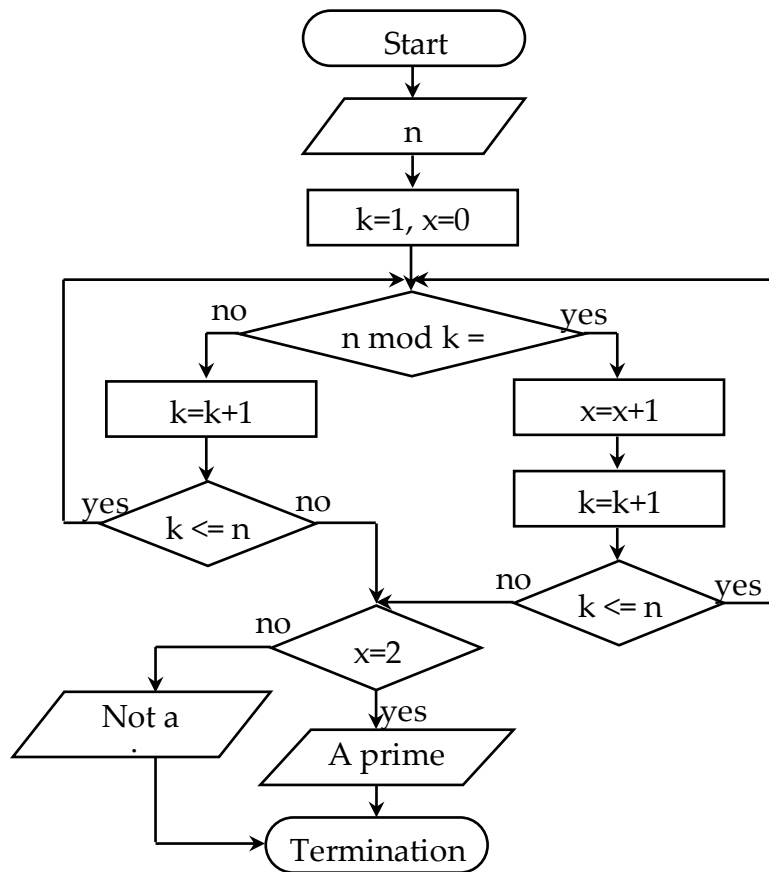 Start
n
k=1, x=0
no
yes
n mod k =
k=k+1
x=x+1
k=k+1
yes
k <= n
no
no
k <= n
yes
no
x=2
yes
Not a
.
A prime
Termination